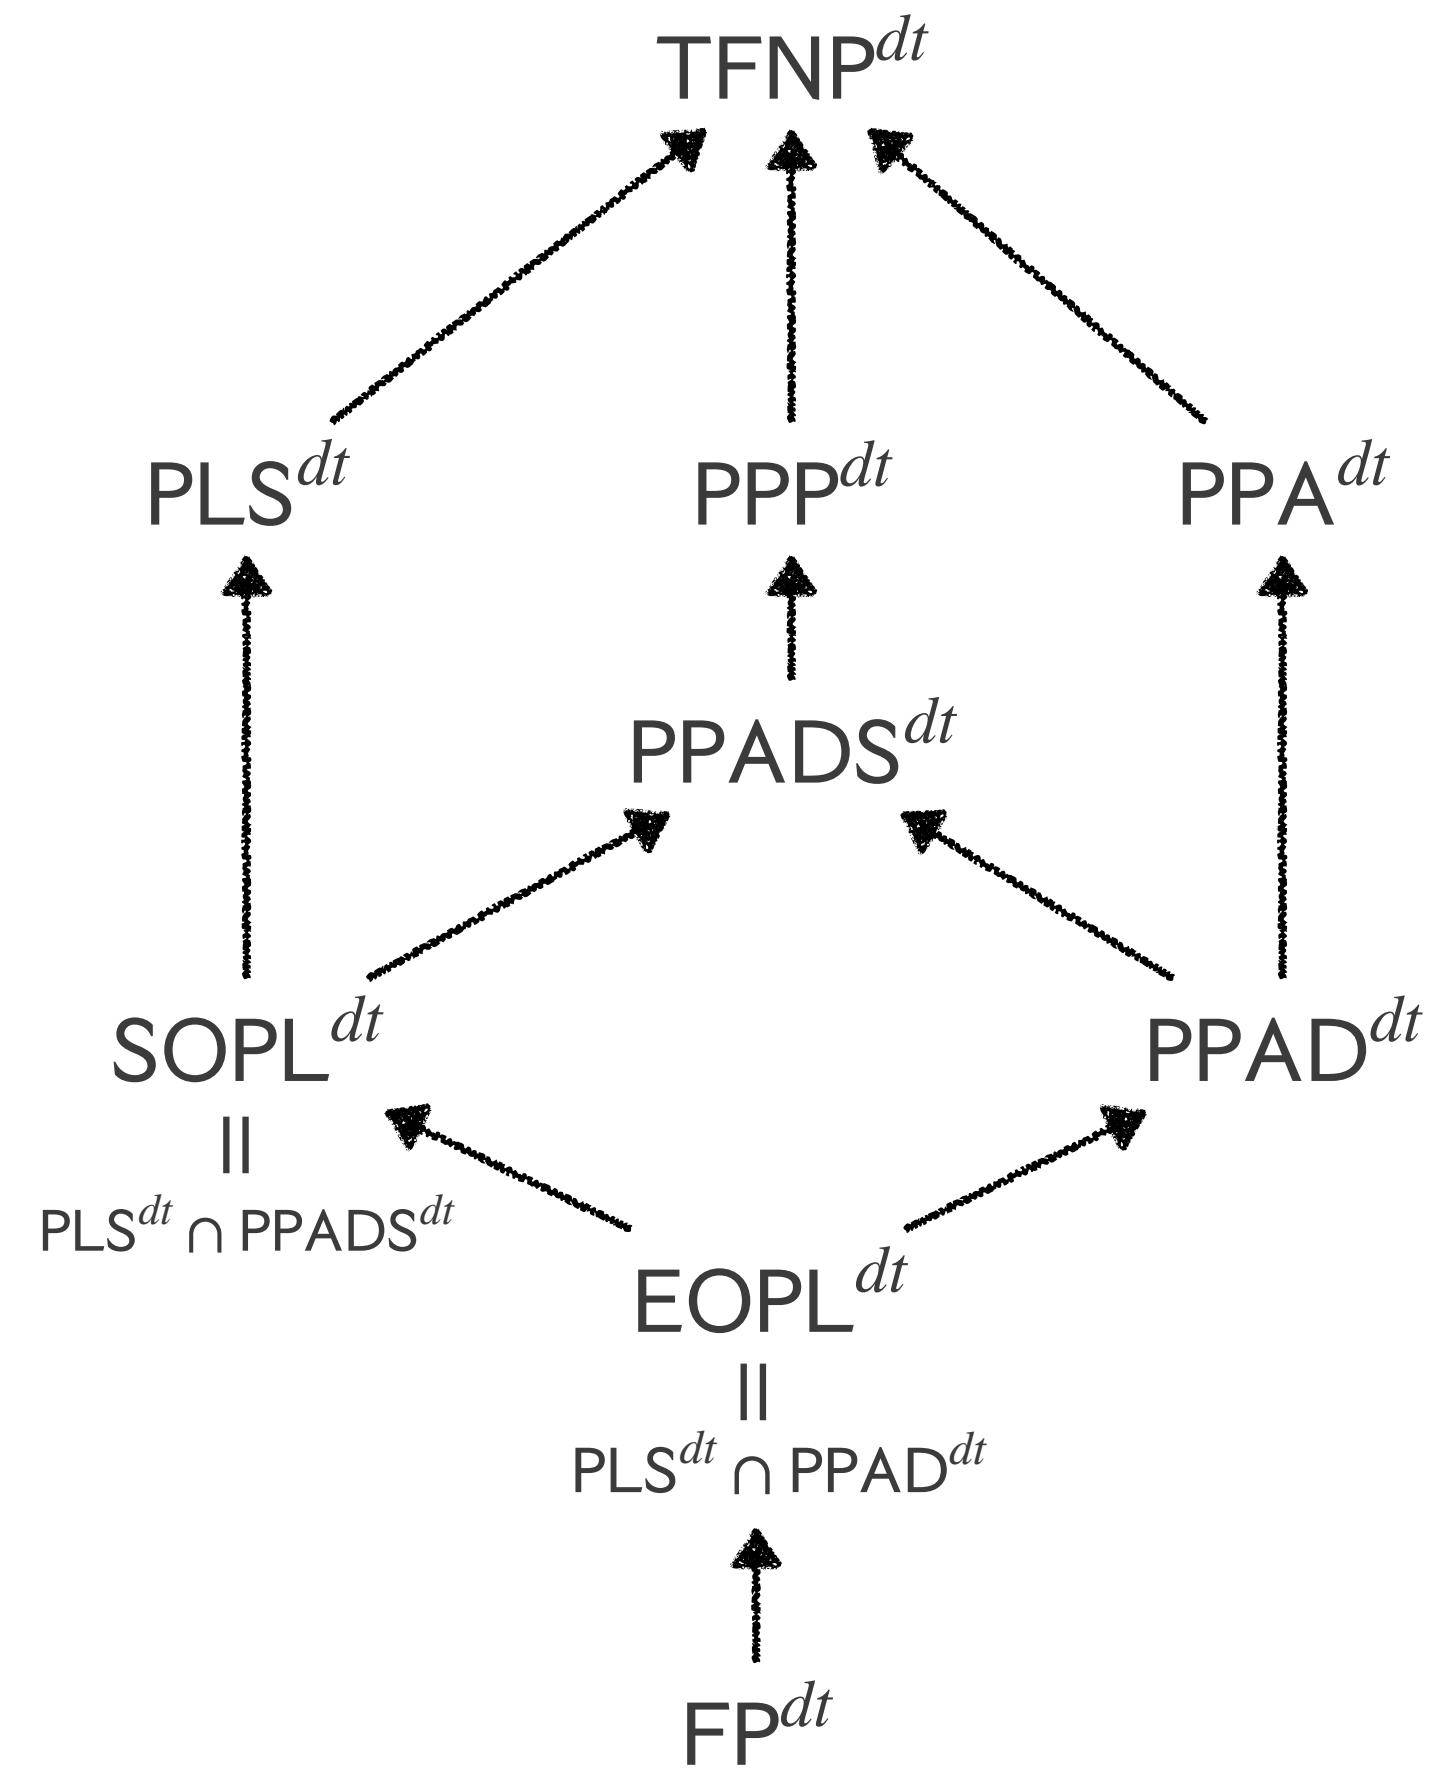 TFNP^dt
PLS^dt PPP^dt PPA^dt
PPADS^dt
SOPL^dt PPAD^dt
=
PLS^dt ∩ PPADS^dt
EOPL^dt
=
PLS^dt ∩ PPAD^dt
FP^dt